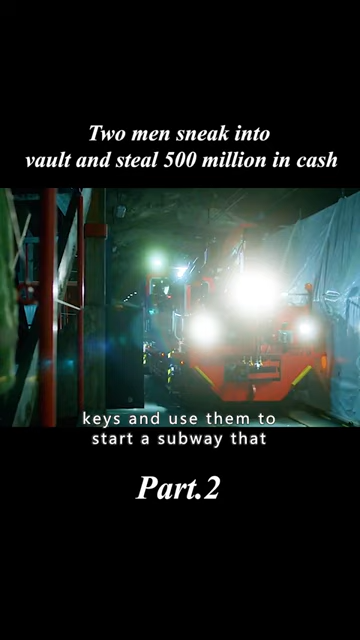 Two men sneak into
vault and steal 500 million in cash
keys and use them to
start a subway that
Part.2